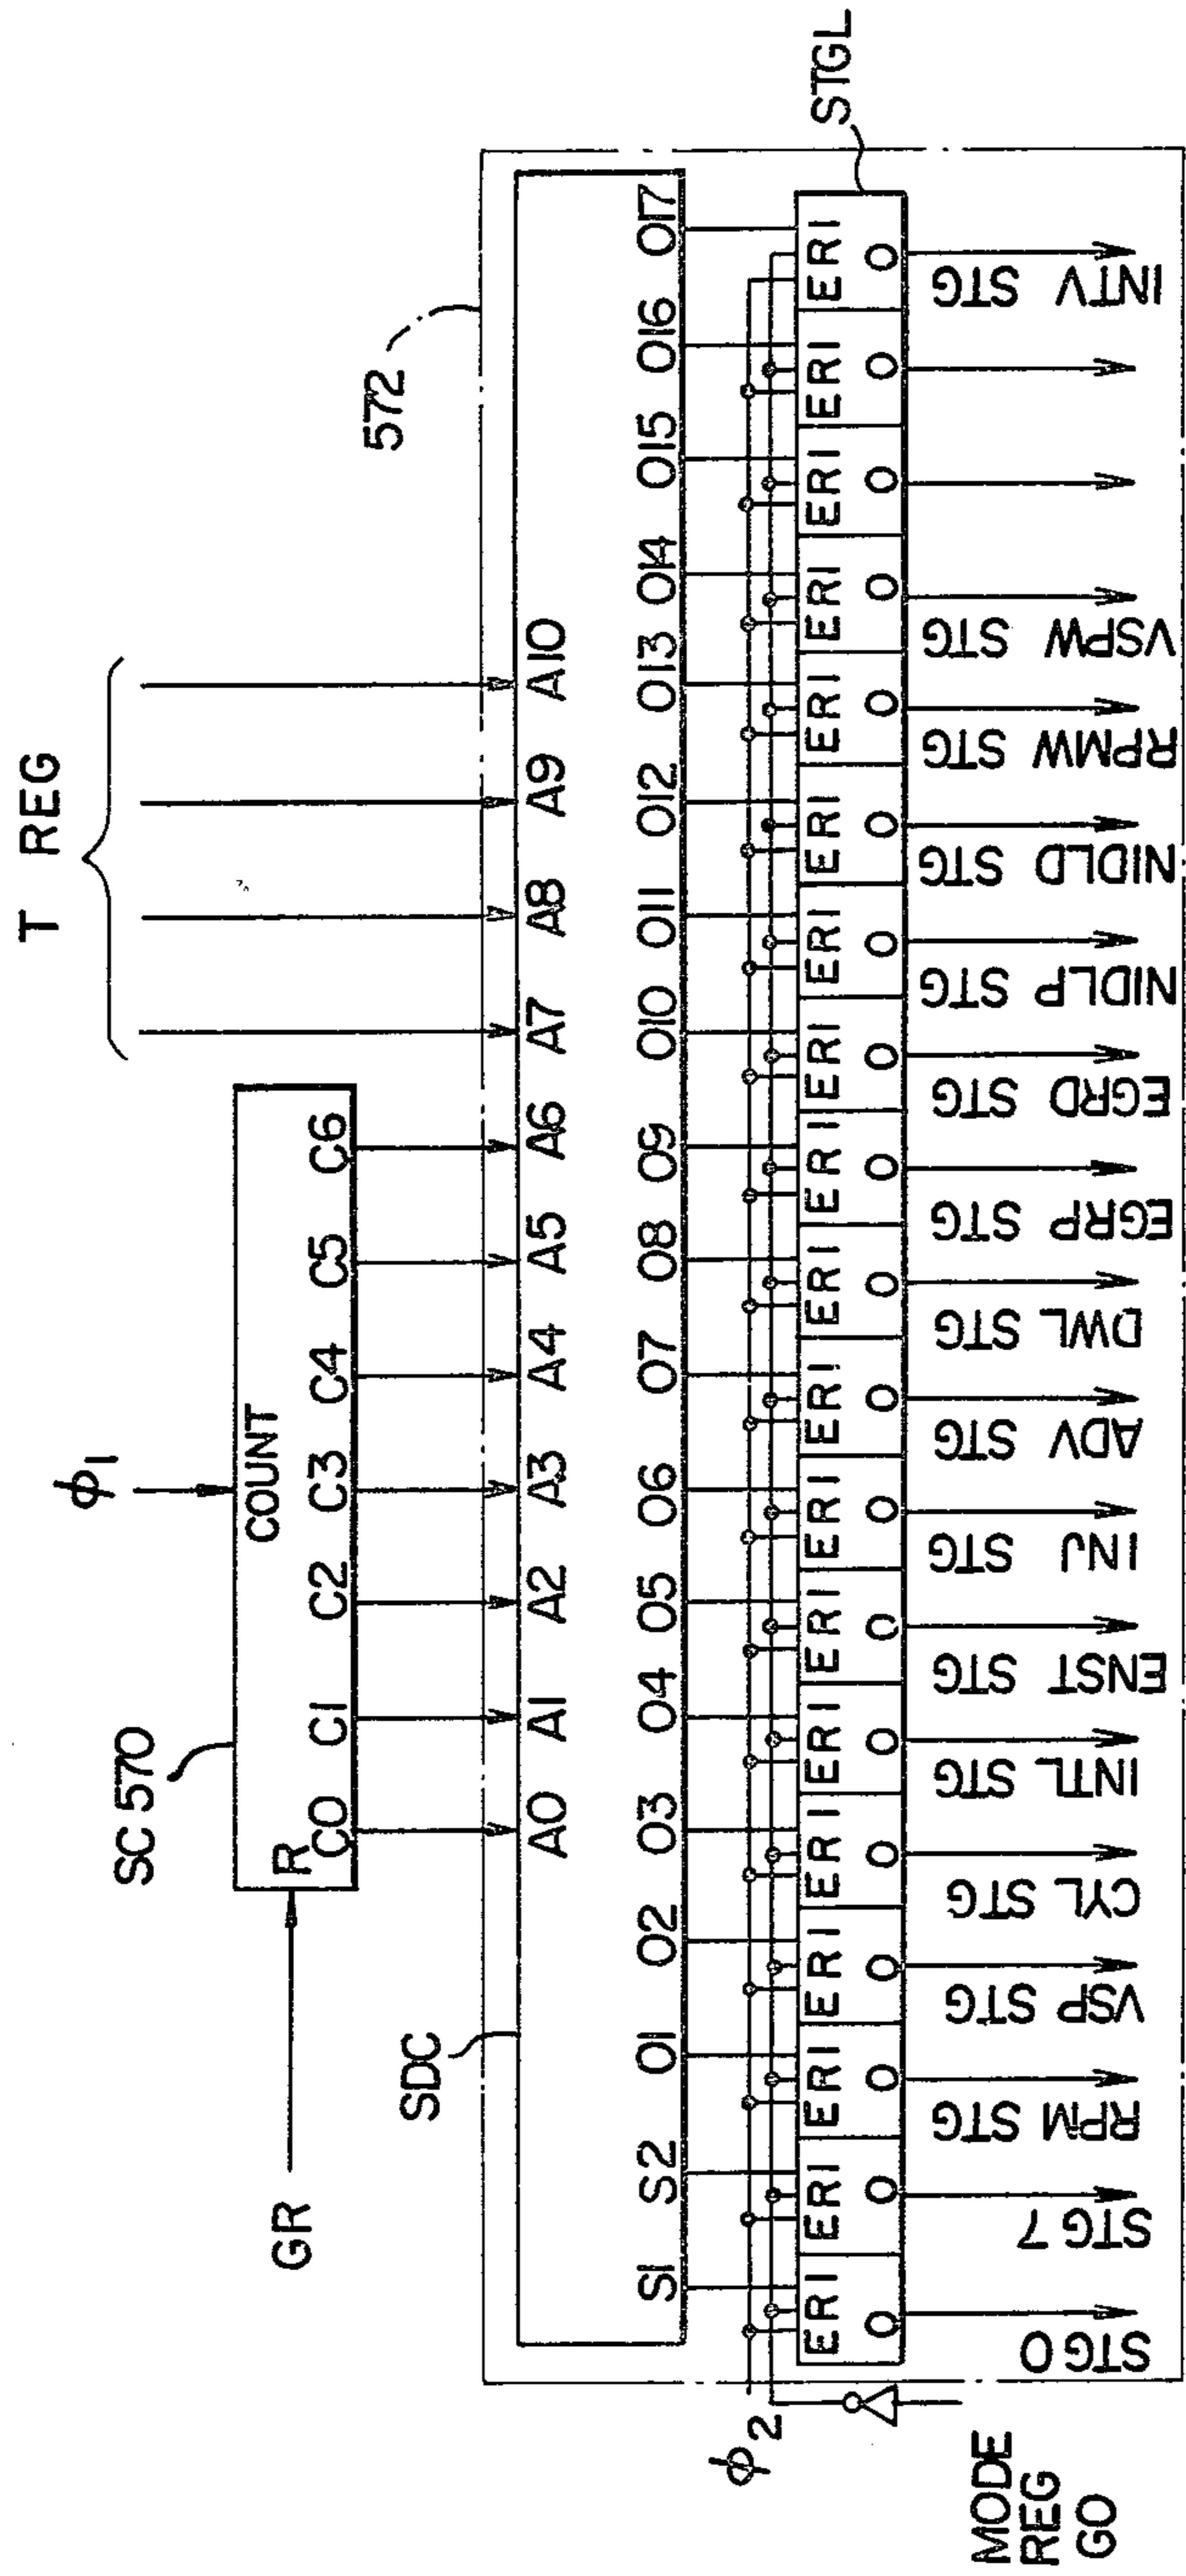 T REG
ϕ1
SC 570
COUNT
R
C0 C1 C2 C3 C4 C5 C6
GR
572
SDC
A0 A1 A2 A3 A4 A5 A6 A7 A8 A9 A10
S1 S2 O1 O2 O3 O4 O5 O6 O7 O8 O9 O10 O11 O12 O13 O14 O15 O16 O17
STGL
ϕ2
ERI ERI ERI ERI ERI ERI ERI ERI ERI ERI ERI ERI ERI ERI ERI ERI ERI ERI ERI
O O O O O O O O O O O O O O O O O O O
MODE
REG
GO
STG 0
STG 7
RPM STG
VSP STG
CYL STG
INTL STG
ENST STG
INJ STG
ADV STG
DWL STG
EGRP STG
EGRD STG
NIDLP STG
NIDLD STG
RPMW STG
VSPW STG
INTV STG